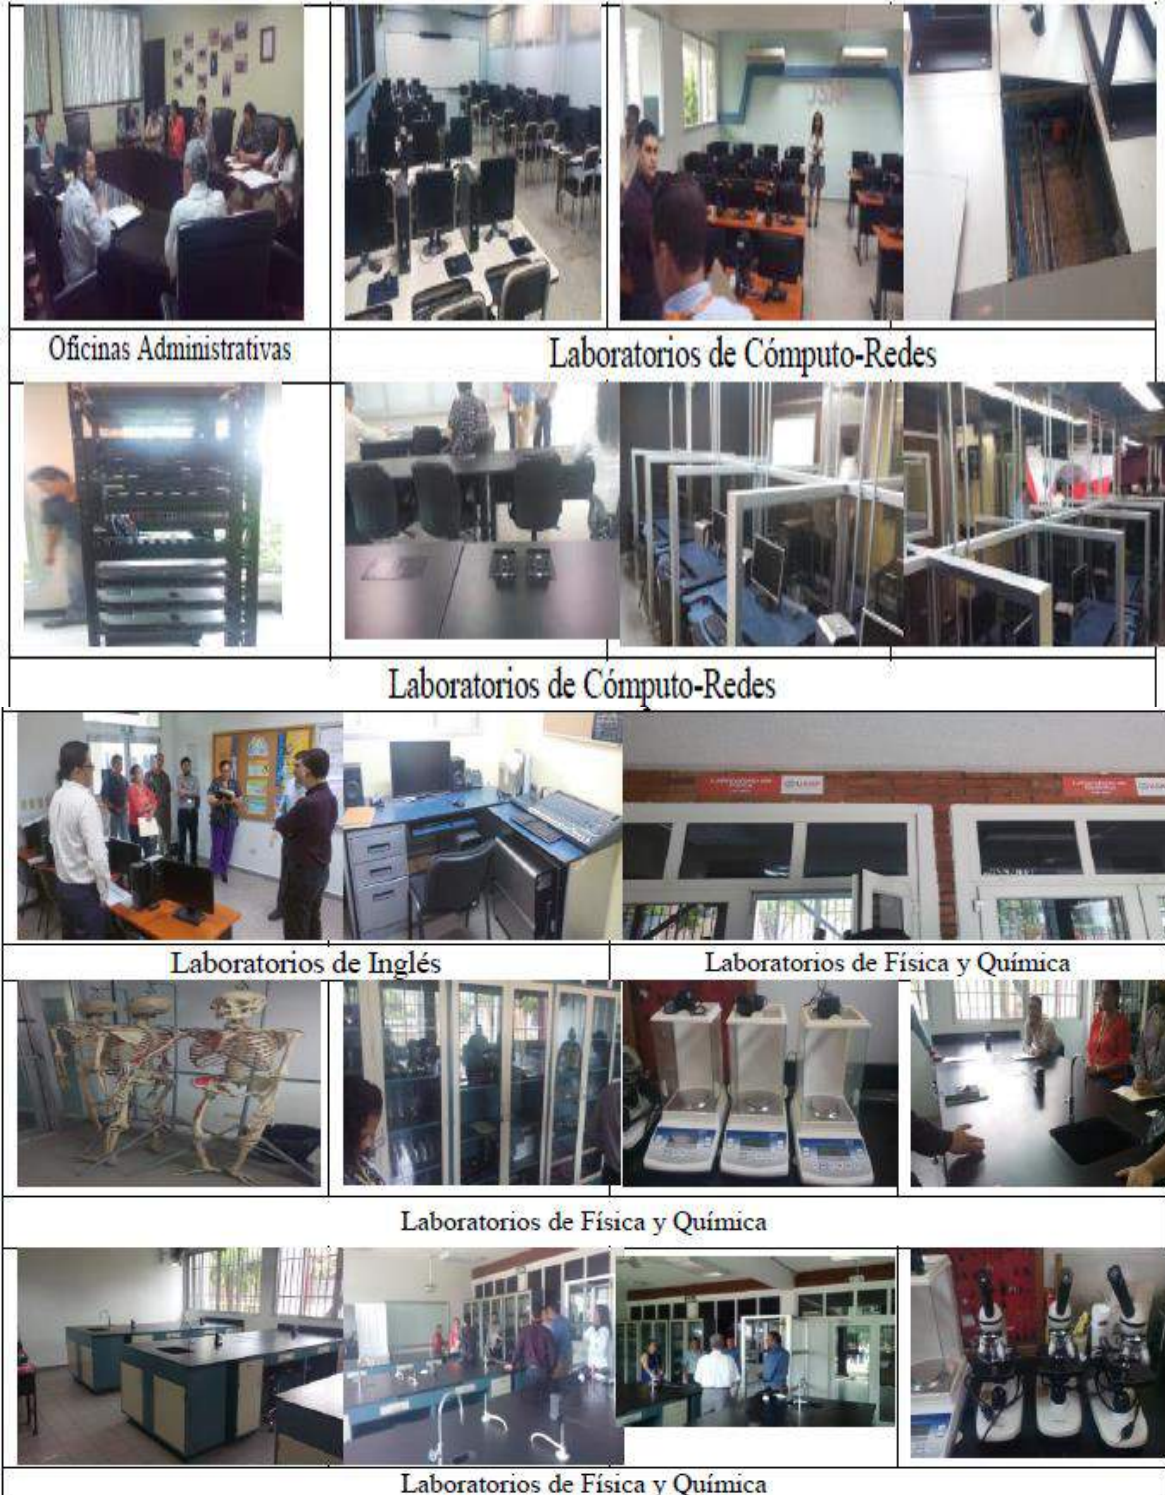 Oficinas Administrativas
Laboratorios de Cómputo-Redes
Laboratorios de Cómputo-Redes
Laboratorios de Inglés
Laboratorios de Física y Química
Laboratorios de Física y Química
Laboratorios de Física y Química